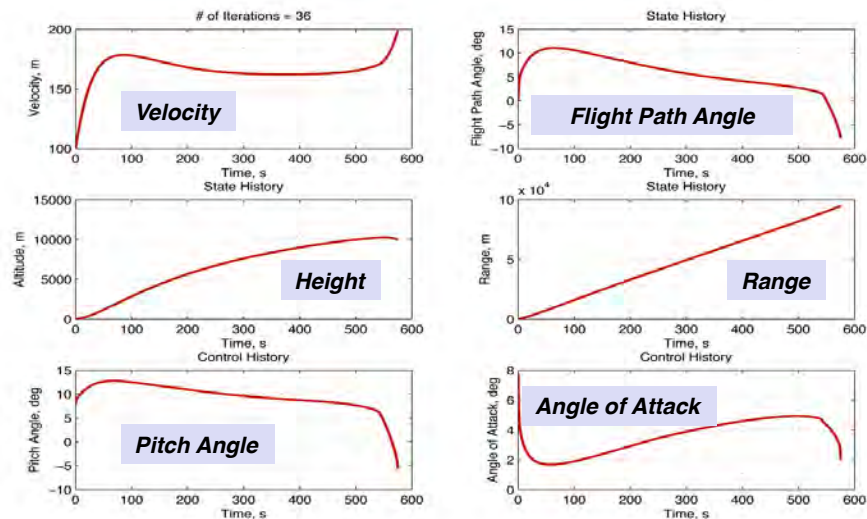 # of Iterations = 36
200
150
100
Velocity, m
Velocity
0 100 200 300 400 500 600
Time, s
State History
15
10
5
0
−5
−10
Flight Path Angle, deg
Flight Path Angle
0 100 200 300 400 500 600
Time, s
State History
15000
10000
5000
0
Altitude, m
Height
0 100 200 300 400 500 600
Time, s
State History
x 10⁴
10
5
0
Range, m
Range
0 100 200 300 400 500 600
Time, s
Control History
15
10
5
0
−5
−10
Pitch Angle, deg
Pitch Angle
0 100 200 300 400 500 600
Time, s
Control History
8
6
4
2
0
Angle of Attack, deg
Angle of Attack
0 100 200 300 400 500 600
Time, s